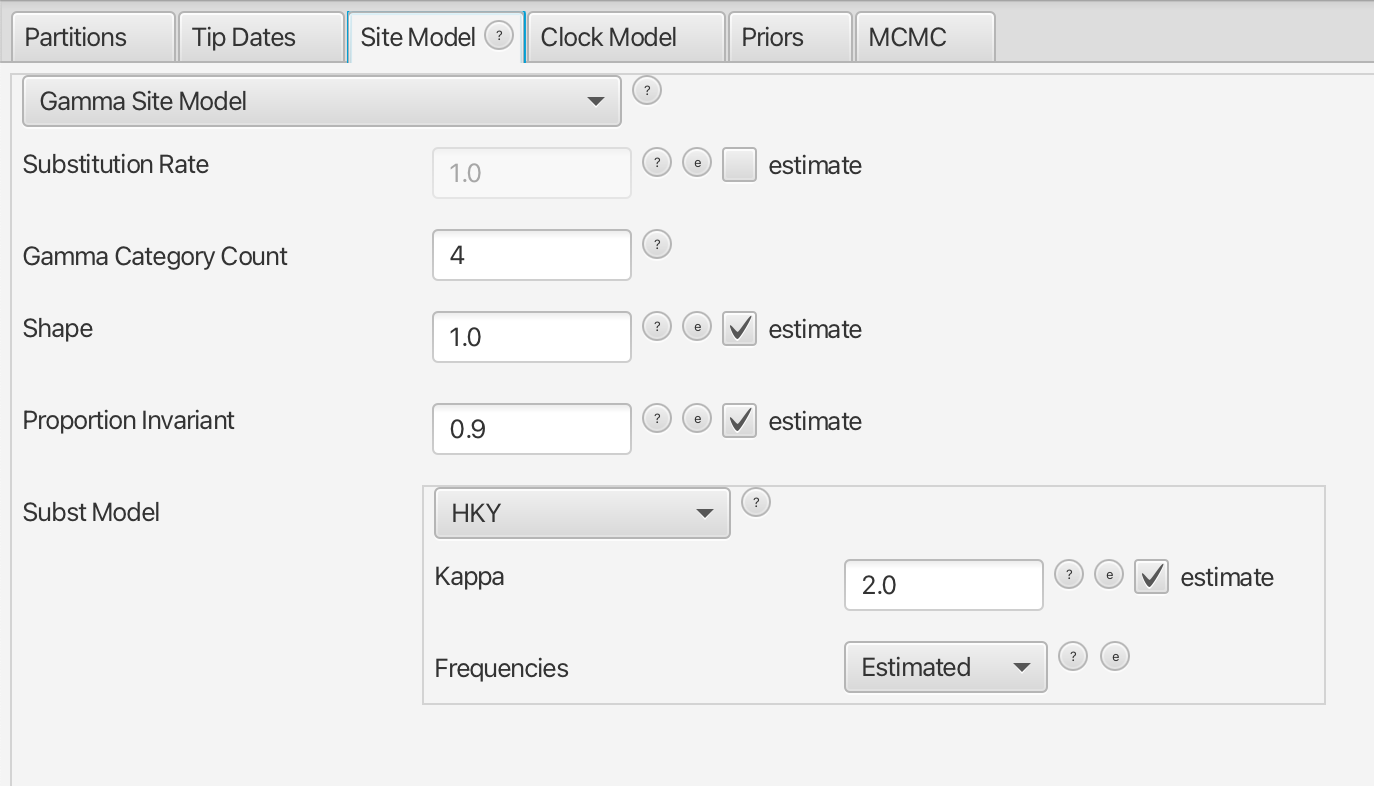 Partitions Tip Dates Site Model ? Clock Model Priors MCMC
Gamma Site Model ?
Substitution Rate 1.0 ? e estimate
Gamma Category Count 4 ?
Shape 1.0 ? e estimate
Proportion Invariant 0.9 ? e estimate
Subst Model HKY ?
Kappa 2.0 ? e estimate
Frequencies Estimated ? e